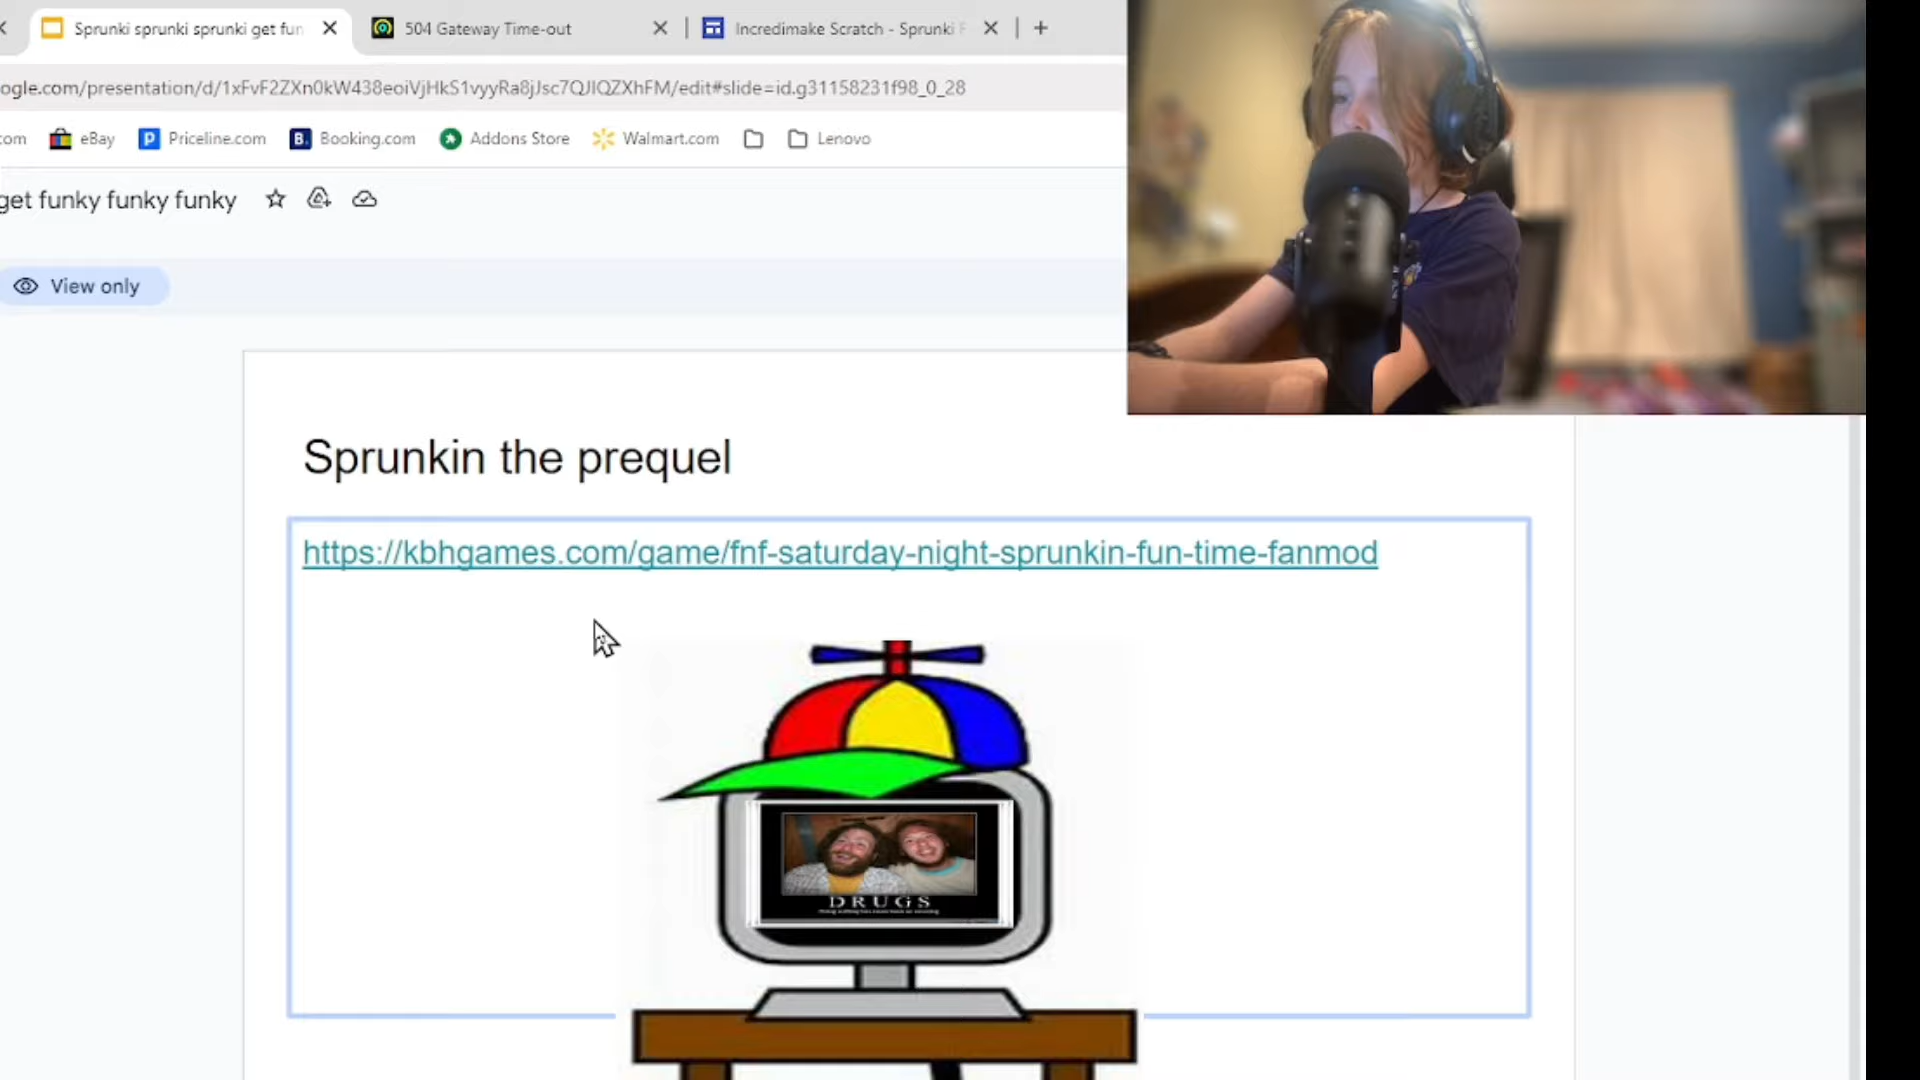 Sprunki sprunki sprunki get fun
504 Gateway Time-out
Incredimake Scratch - Sprunki
ogle.com/presentation/d/1xFvF2ZXn0kW438eoiVjHkS1vyyRa8jJsc7QJlQZXhFM/edit#slide=id.g31158231f98_0_28
com
eBay
Priceline.com
Booking.com
Addons Store
Walmart.com
Lenovo
get funky funky funky
View only
Sprunkin the prequel
https://kbhgames.com/game/fnf-saturday-night-sprunkin-fun-time-fanmod
DRUGS